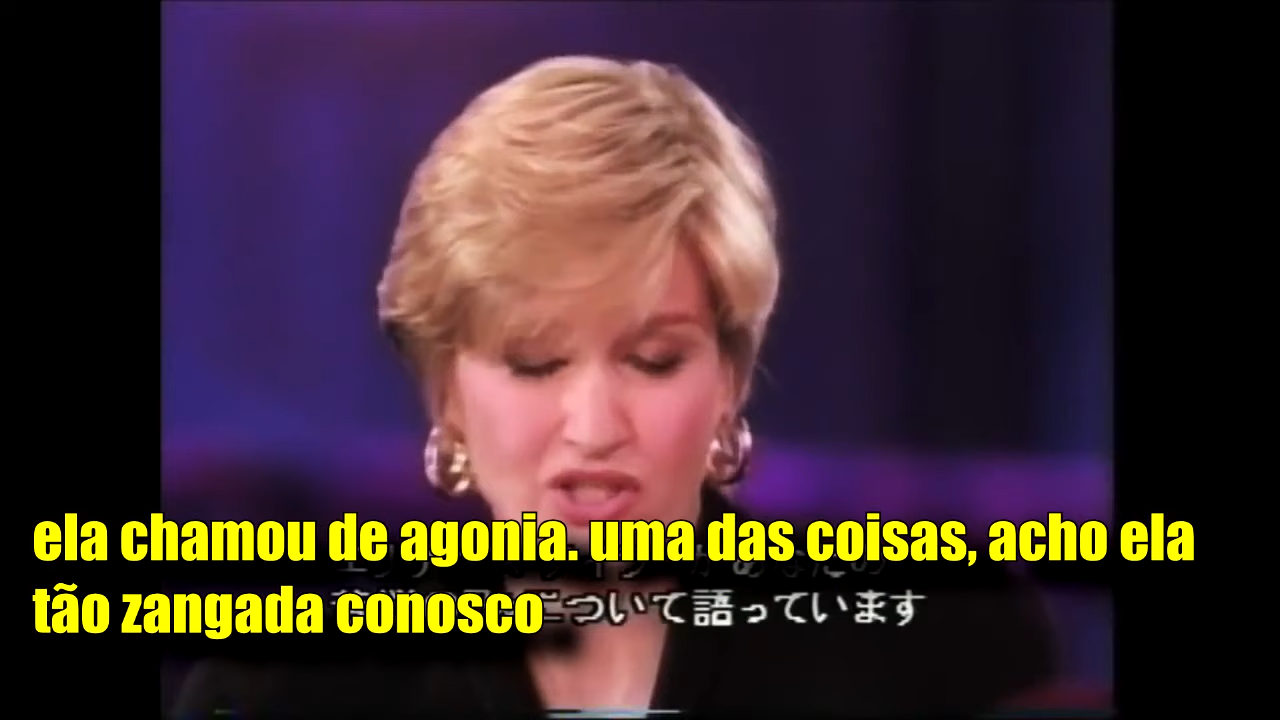 ela chamou de agonia. uma das coisas, acho ela
tão zangada conosco
について語っています